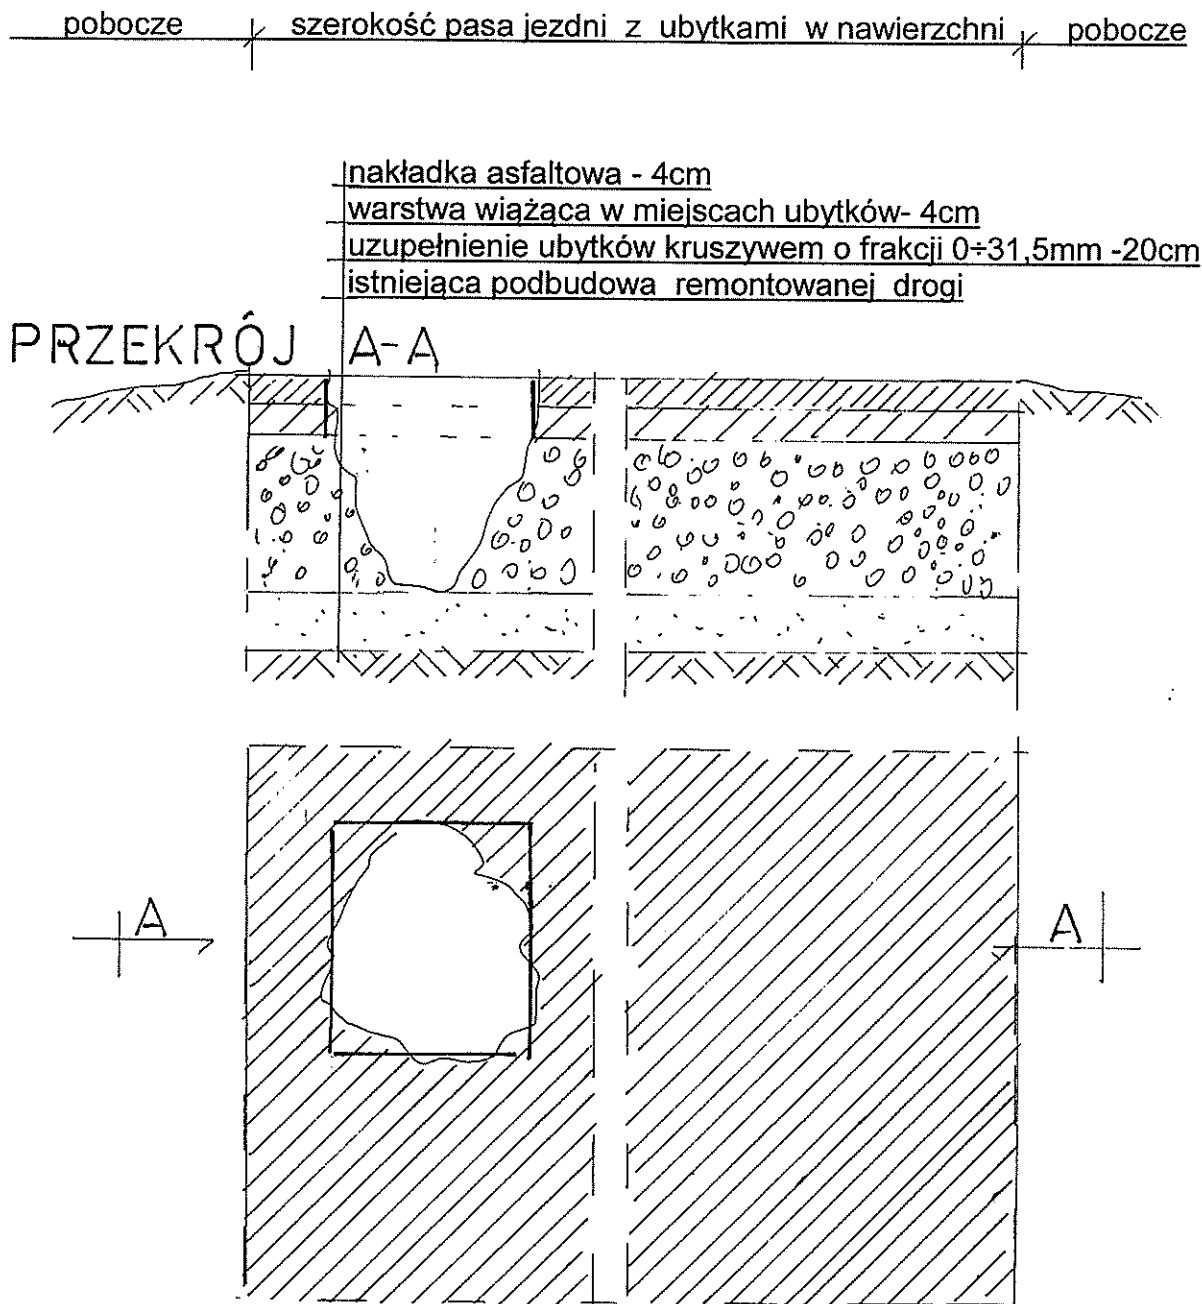 pobocze szerokość pasa jezdni z ubytkami w nawierzchni pobocze
nakładka asfaltowa - 4cm
warstwa wiążąca w miejscach ubytków- 4cm
uzupełnienie ubytków kruszywem o frakcji 0÷31,5mm -20cm
istniejąca podbudowa remontowanej drogi
PRZEKRÓJ A-A
A A